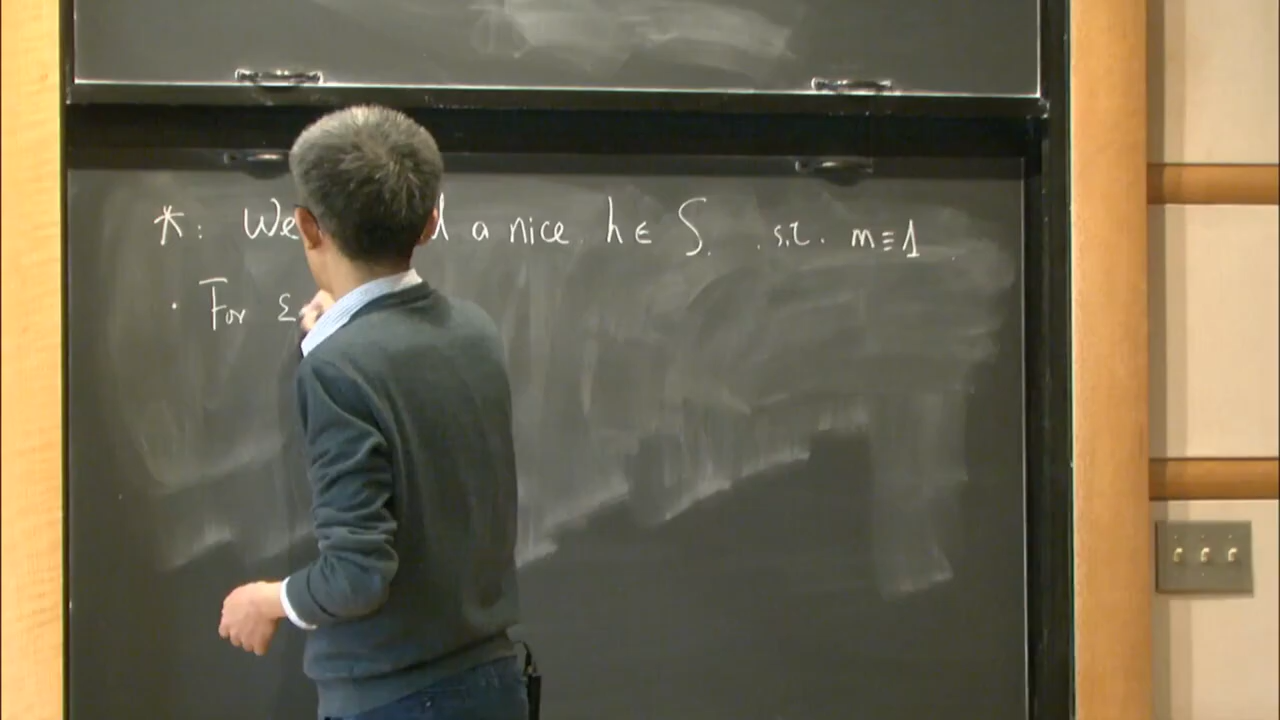 *: We a nice h ∈ S. s.t. m ≡ 1
· For ε